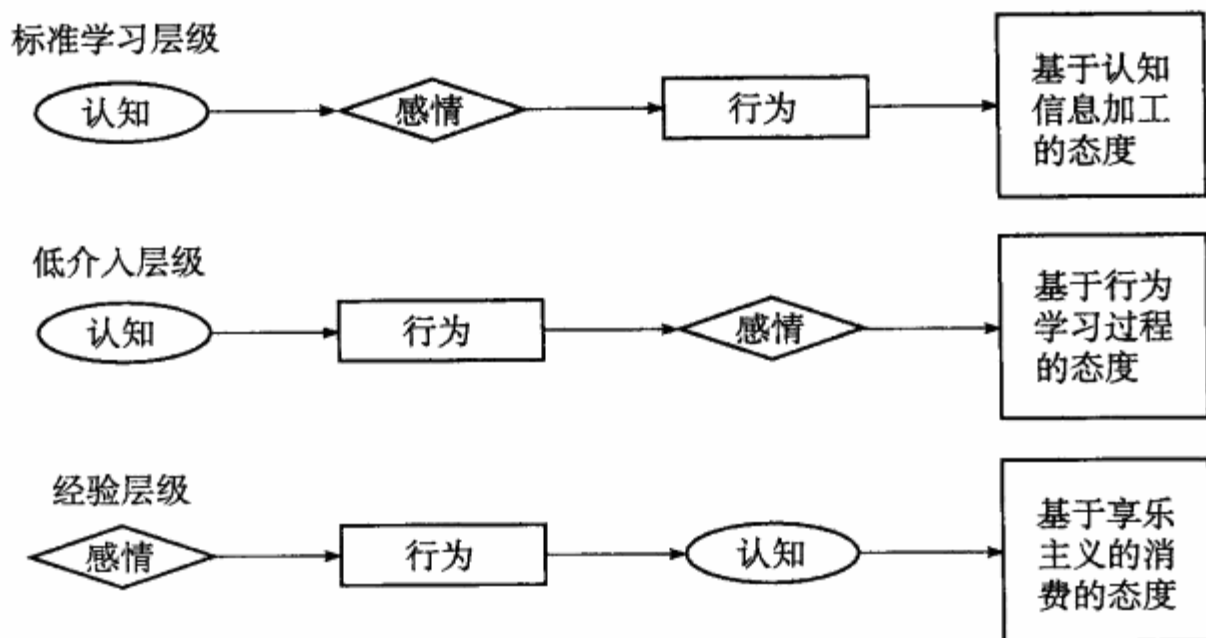 标准学习层级
认知
感情
行为
基于认知
信息加工
的态度
低介入层级
认知
行为
感情
基于行为
学习过程
的态度
经验层级
感情
行为
认知
基于享乐
主义的消
费的态度